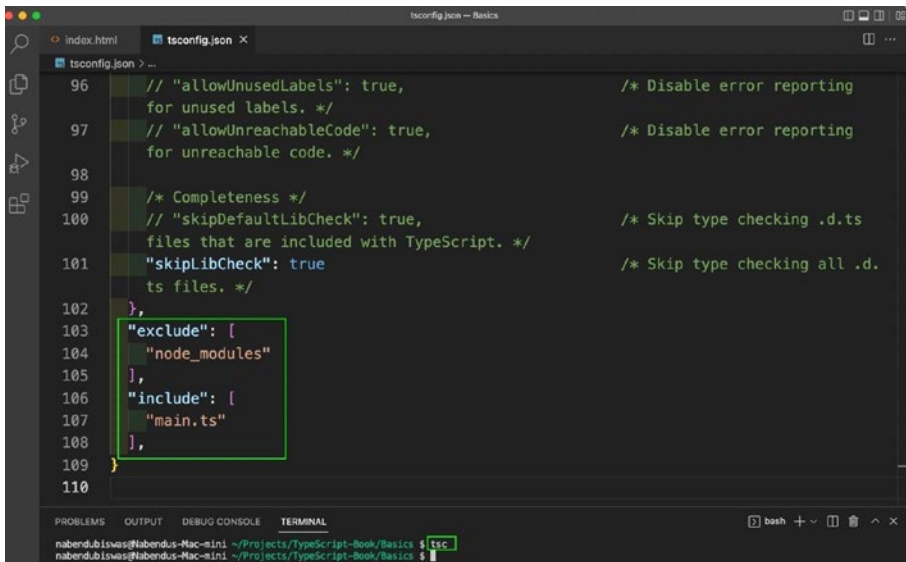 tsconfig.json — Basics
index.html tsconfig.json ×
tsconfig.json > ...
96 // "allowUnusedLabels": true, /* Disable error reporting
for unused labels. */
97 // "allowUnreachableCode": true, /* Disable error reporting
for unreachable code. */
98
99 /* Completeness */
100 // "skipDefaultLibCheck": true, /* Skip type checking .d.ts
files that are included with TypeScript. */
101 "skipLibCheck": true /* Skip type checking all .d.
ts files. */
102 },
103 "exclude": [
104 "node_modules"
105 ],
106 "include": [
107 "main.ts"
108 ],
109 }
110
PROBLEMS OUTPUT DEBUG CONSOLE TERMINAL bash
nabendubiswas@Nabendus-Mac-mini ~/Projects/TypeScript-Book/Basics $ tsc
nabendubiswas@Nabendus-Mac-mini ~/Projects/TypeScript-Book/Basics $